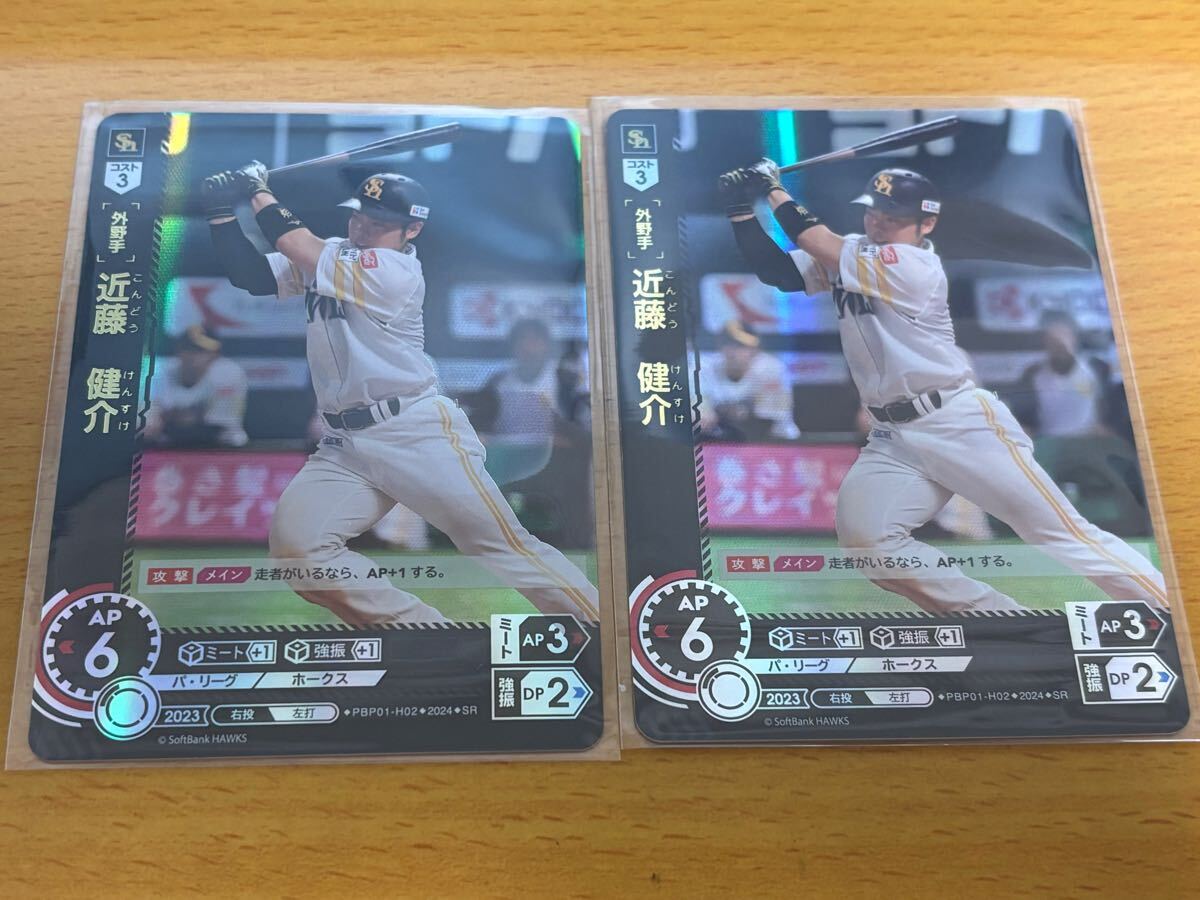 コスト
3
外野手
近藤 健介
こんどう けんすけ
攻撃 メイン 走者がいるなら、AP+1する。
AP
6
ミート +1 強振 +1
パ・リーグ ホークス
ミート AP 3
強振 DP 2
2023 右投 左打 ◆PBP01-H02◆2024◆SR
© SoftBank HAWKS
コスト
3
外野手
近藤 健介
こんどう けんすけ
攻撃 メイン 走者がいるなら、AP+1する。
AP
6
ミート +1 強振 +1
パ・リーグ ホークス
ミート AP 3
強振 DP 2
2023 右投 左打 ◆PBP01-H02◆2024◆SR
© SoftBank HAWKS